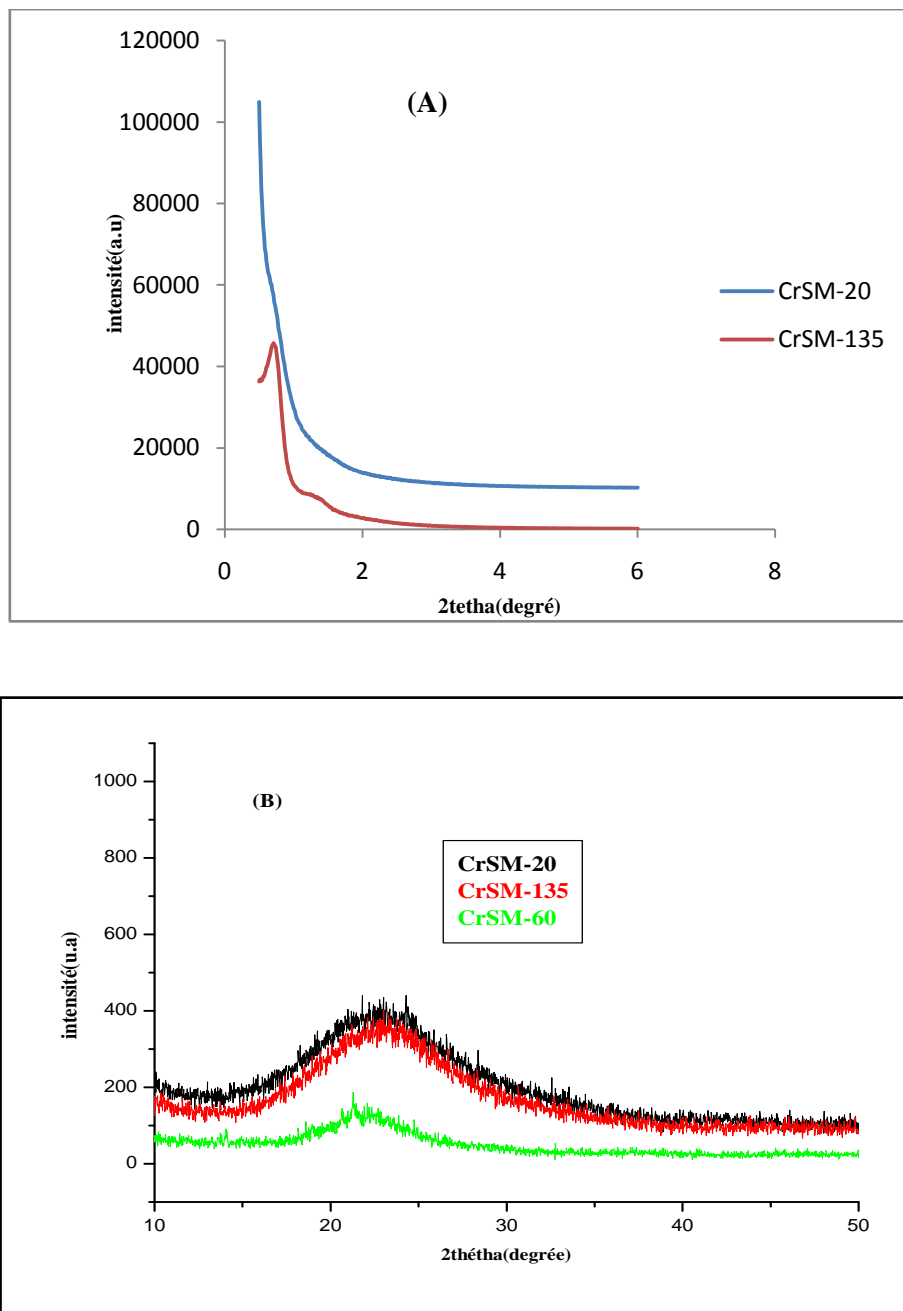 (A)
120000
100000
80000
60000
40000
20000
0
intensité(a.u)
0 2 4 6 8
2tetha(degré)
CrSM-20
CrSM-135
(B)
CrSM-20
CrSM-135
CrSM-60
1000
800
600
400
200
0
intensité(u.a)
10 20 30 40 50
2thétha(degrée)